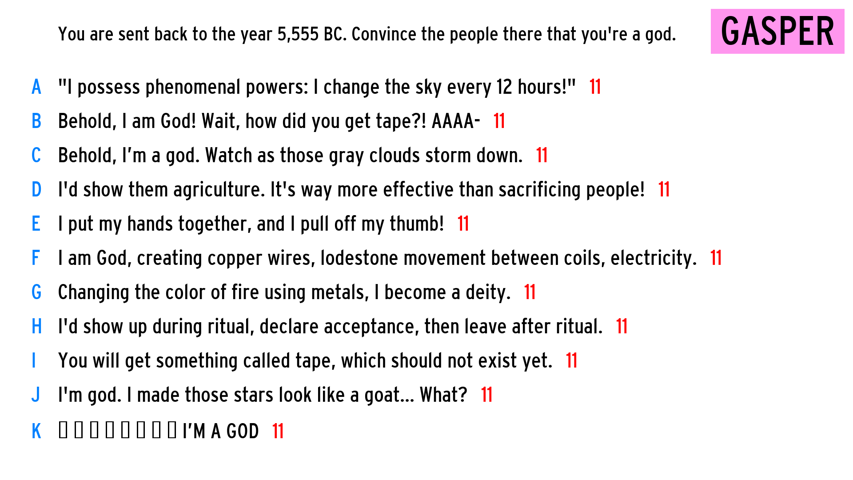 You are sent back to the year 5,555 BC. Convince the people there that you're a god.
GASPER
A "I possess phenomenal powers: I change the sky every 12 hours!" 11
B Behold, I am God! Wait, how did you get tape?! AAAA- 11
C Behold, I’m a god. Watch as those gray clouds storm down. 11
D I'd show them agriculture. It's way more effective than sacrificing people! 11
E I put my hands together, and I pull off my thumb! 11
F I am God, creating copper wires, lodestone movement between coils, electricity. 11
G Changing the color of fire using metals, I become a deity. 11
H I'd show up during ritual, declare acceptance, then leave after ritual. 11
I You will get something called tape, which should not exist yet. 11
J I'm god. I made those stars look like a goat... What? 11
K ▯ ▯ ▯ ▯ ▯ ▯ ▯ ▯ I’M A GOD 11